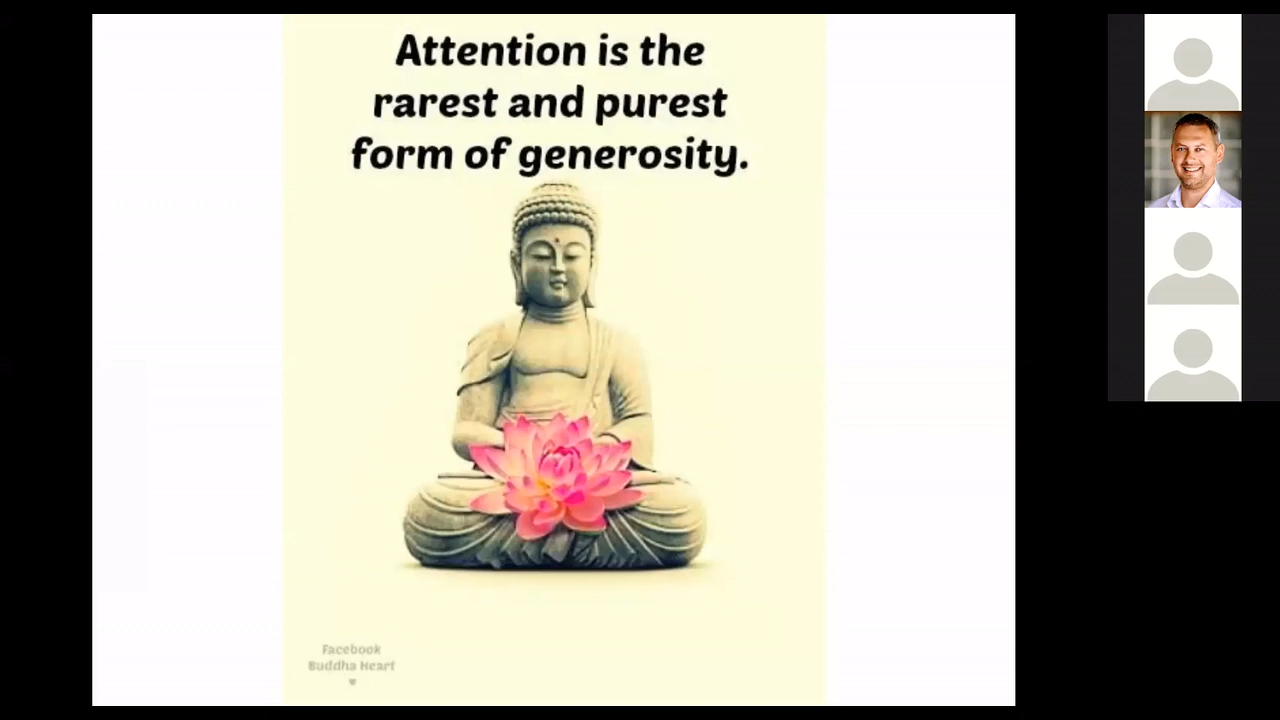 Attention is the
rarest and purest
form of generosity.
Facebook
Buddha Heart